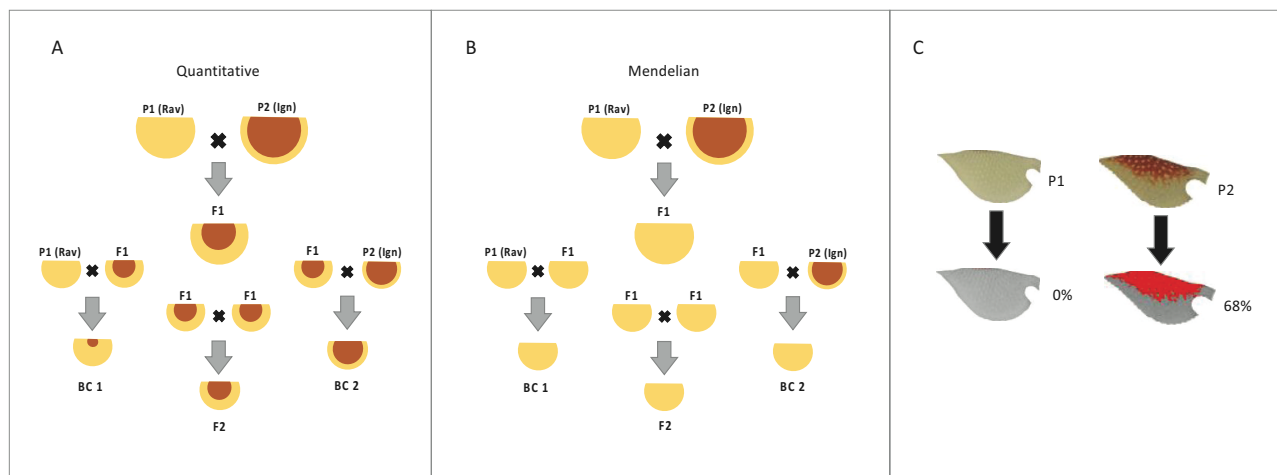 A
Quantitative
P1 (Rav)
P2 (Ign)
F1
P1 (Rav)
F1
F1
P2 (Ign)
F1
F1
BC 1
BC 2
F2
B
Mendelian
P1 (Rav)
P2 (Ign)
F1
P1 (Rav)
F1
F1
P2 (Ign)
F1
F1
BC 1
BC 2
F2
C
P1
P2
0%
68%